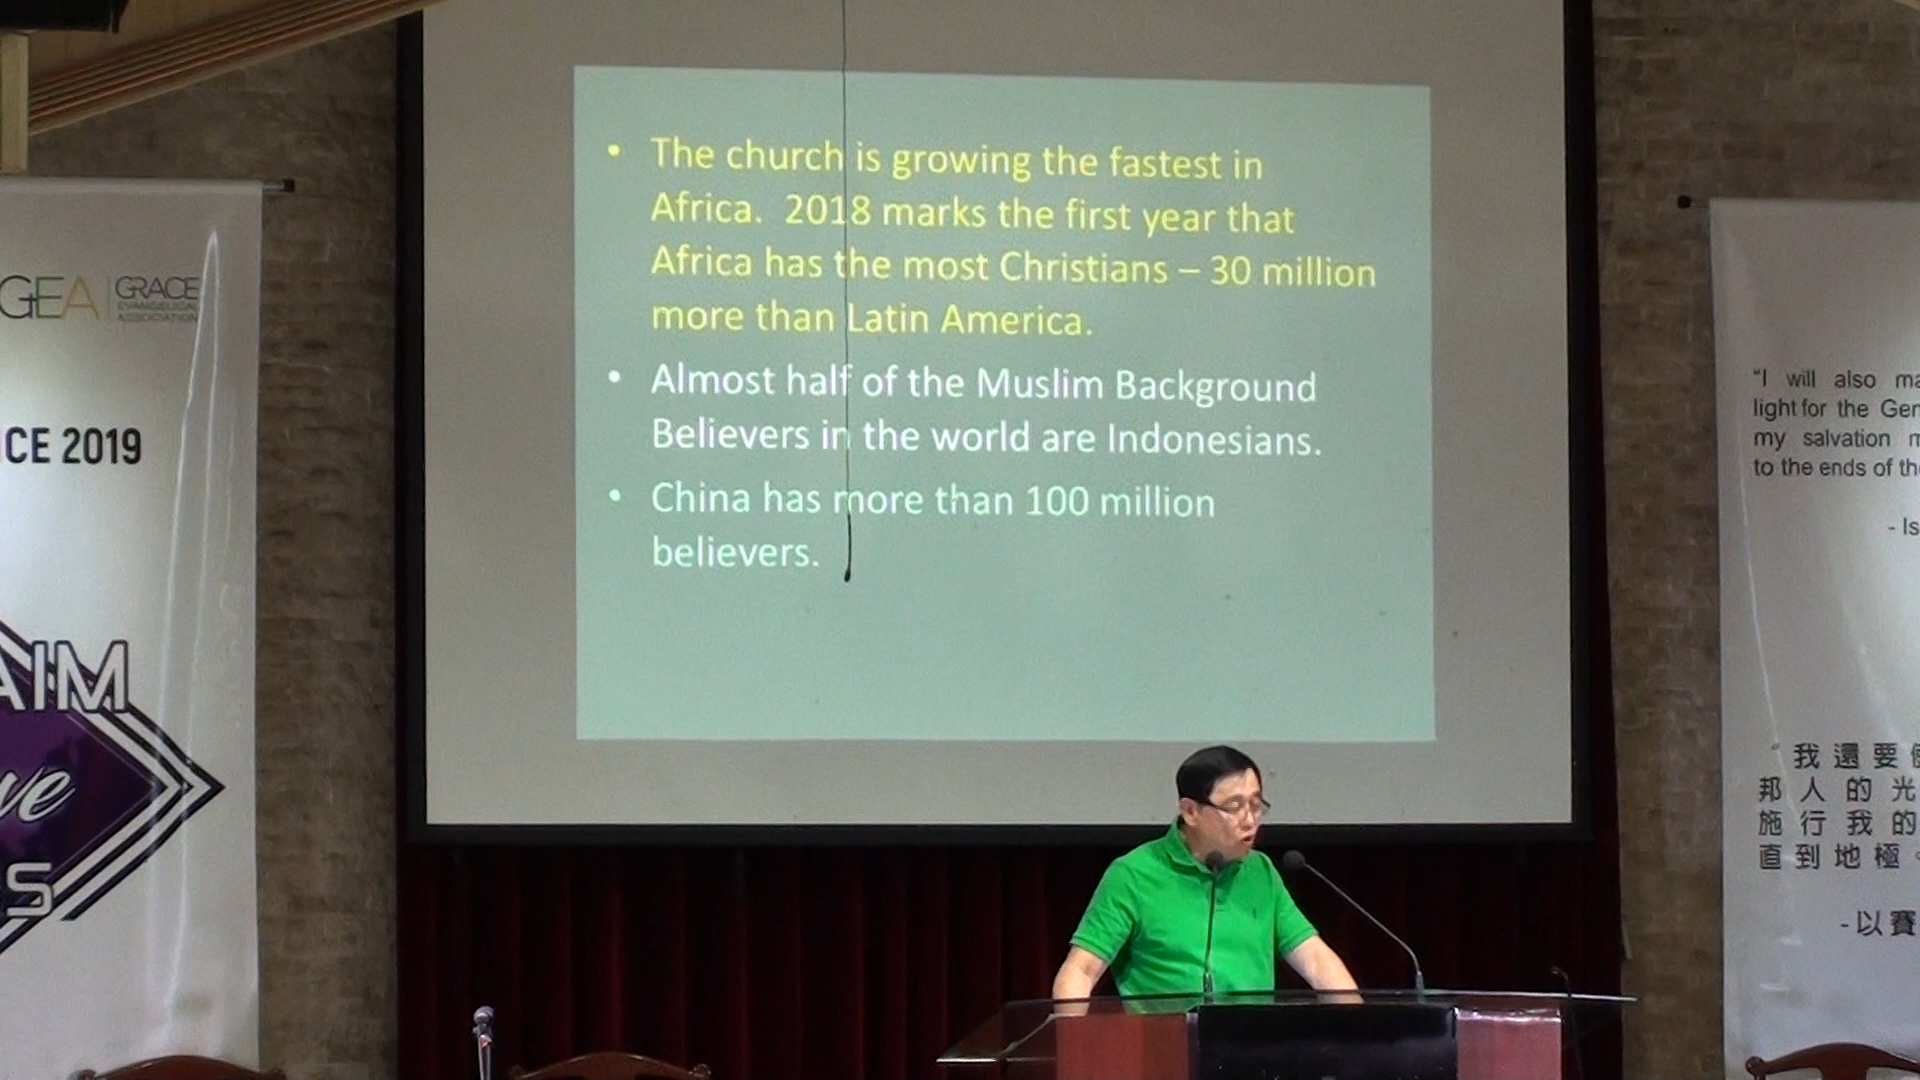 • The church is growing the fastest in
Africa. 2018 marks the first year that
Africa has the most Christians – 30 million
more than Latin America.
• Almost half of the Muslim Background
Believers in the world are Indonesians.
• China has more than 100 million
believers.
GEA
GRACE
EVANGELICAL
ASSOCIATION
CE 2019
AIM
ve
S
"I will also ma
light for the Gen
my salvation
to the ends of the
- Is
我還要
邦人的光
施行我的
直到地極。
-以賽